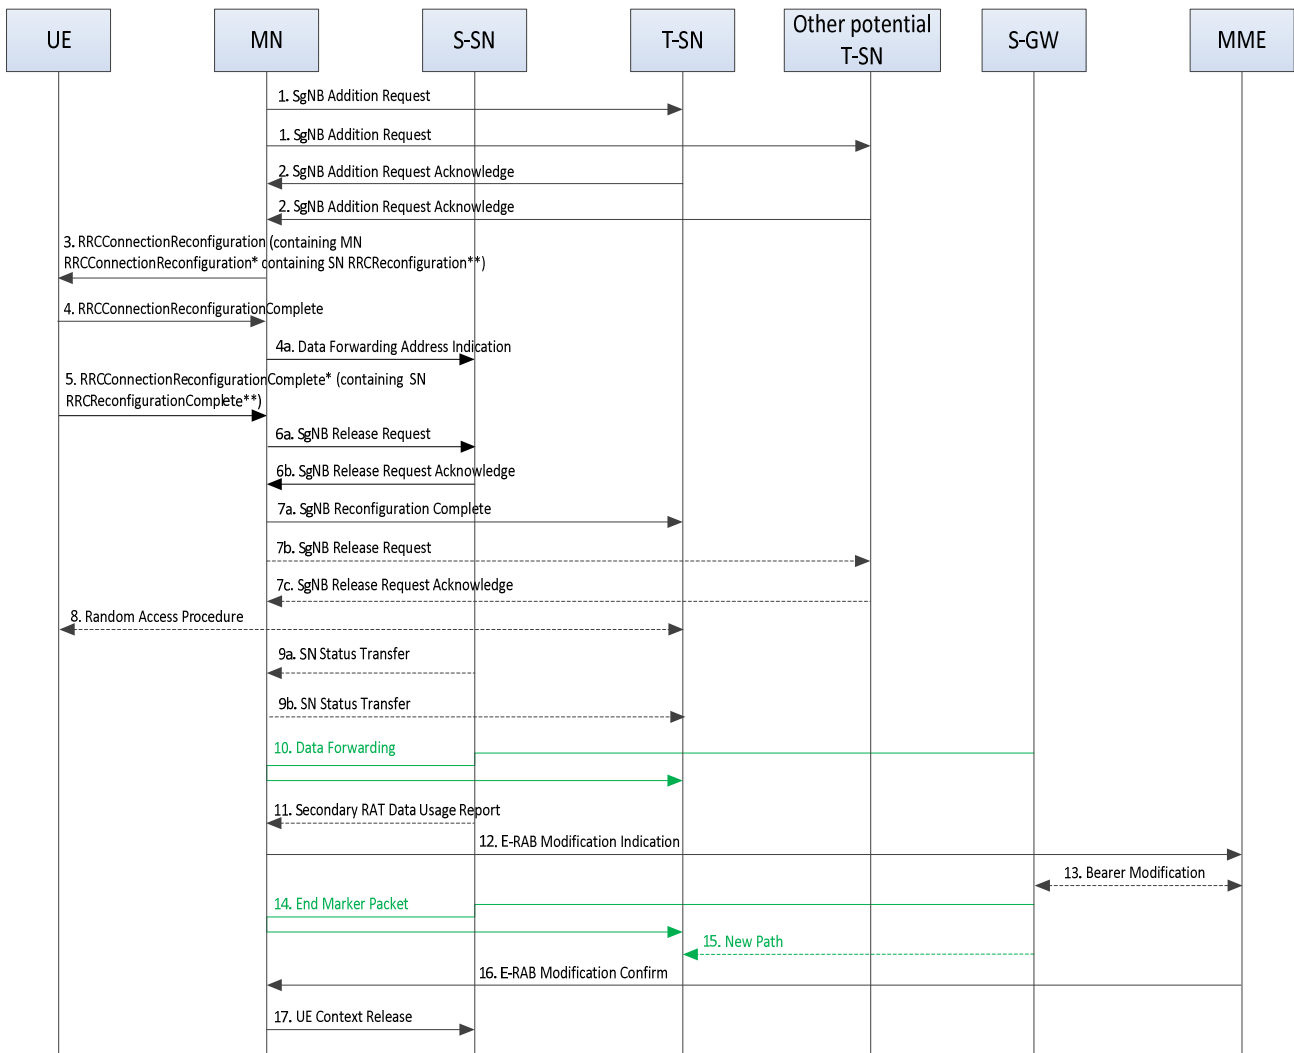 UE
MN
S-SN
T-SN
Other potential
T-SN
S-GW
MME
1. SgNB Addition Request
1. SgNB Addition Request
2. SgNB Addition Request Acknowledge
2. SgNB Addition Request Acknowledge
3. RRCConnectionReconfiguration (containing MN
RRCConnectionReconfiguration* containing SN RRCReconfiguration**)
4. RRCConnectionReconfigurationComplete
4a. Data Forwarding Address Indication
5. RRCConnectionReconfigurationComplete* (containing SN
RRCReconfigurationComplete**)
6a. SgNB Release Request
6b. SgNB Release Request Acknowledge
7a. SgNB Reconfiguration Complete
7b. SgNB Release Request
7c. SgNB Release Request Acknowledge
8. Random Access Procedure
9a. SN Status Transfer
9b. SN Status Transfer
10. Data Forwarding
11. Secondary RAT Data Usage Report
12. E-RAB Modification Indication
13. Bearer Modification
14. End Marker Packet
15. New Path
16. E-RAB Modification Confirm
17. UE Context Release